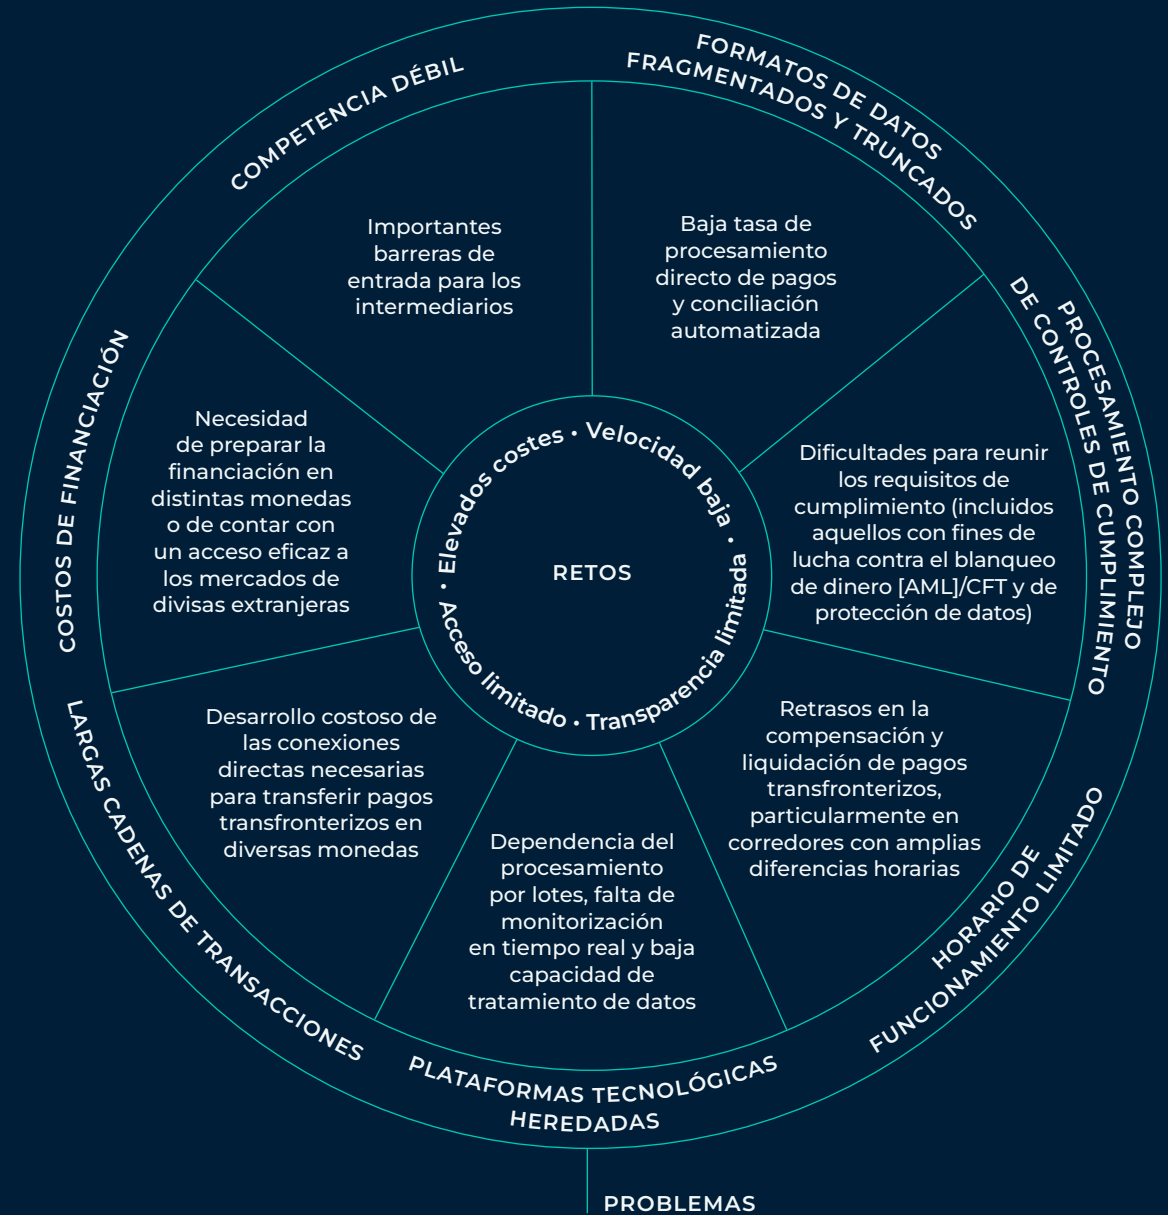 FORMATOS DE DATOS
FRAGMENTADOS Y TRUNCADOS
Baja tasa de
procesamiento
directo de pagos
y conciliación
automatizada
PROCESAMIENTO COMPLEJO
DE CONTROLES DE CUMPLIMIENTO
Dificultades para reunir
los requisitos de
cumplimiento (incluidos
aquellos con fines de
lucha contra el blanqueo
de dinero [AML]/CFT y de
protección de datos)
HORARIO DE
FUNCIONAMIENTO LIMITADO
Retrasos en la
compensación y
liquidación de pagos
transfronterizos,
particularmente en
corredores con amplias
diferencias horarias
PLATAFORMAS TECNOLÓGICAS
HEREDADAS
Dependencia del
procesamiento
por lotes, falta de
monitorización
en tiempo real y baja
capacidad de
tratamiento de datos
LARGAS CADENAS DE TRANSACCIONES
Desarrollo costoso de
las conexiones
directas necesarias
para transferir pagos
transfronterizos en
diversas monedas
COSTOS DE FINANCIACIÓN
Necesidad
de preparar la
financiación en
distintas monedas
o de contar con
un acceso eficaz a
los mercados de
divisas extranjeras
COMPETENCIA DÉBIL
Importantes
barreras de
entrada para los
intermediarios
Elevados costes · Velocidad baja · Transparencia limitada · Acceso limitado ·
RETOS
PROBLEMAS